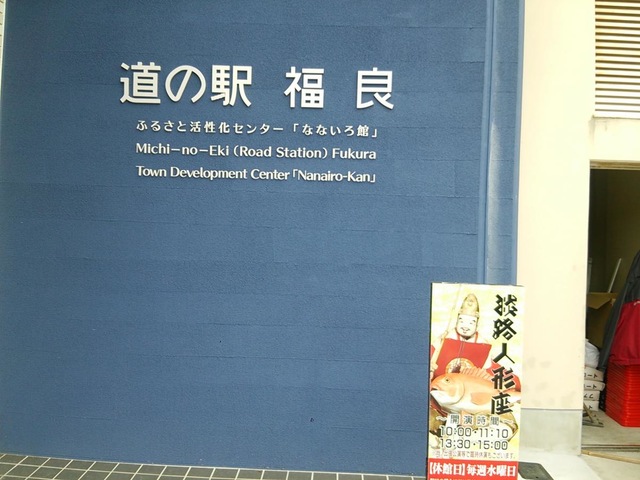 道の駅 福良
ふるさと活性化センター「なないろ館」
Michi-no-Eki (Road Station) Fukura
Town Development Center「Nanairo-Kan」
淡路人形座
開演時間
10:00・11:10
13:30・15:00
【休館日】毎週水曜日